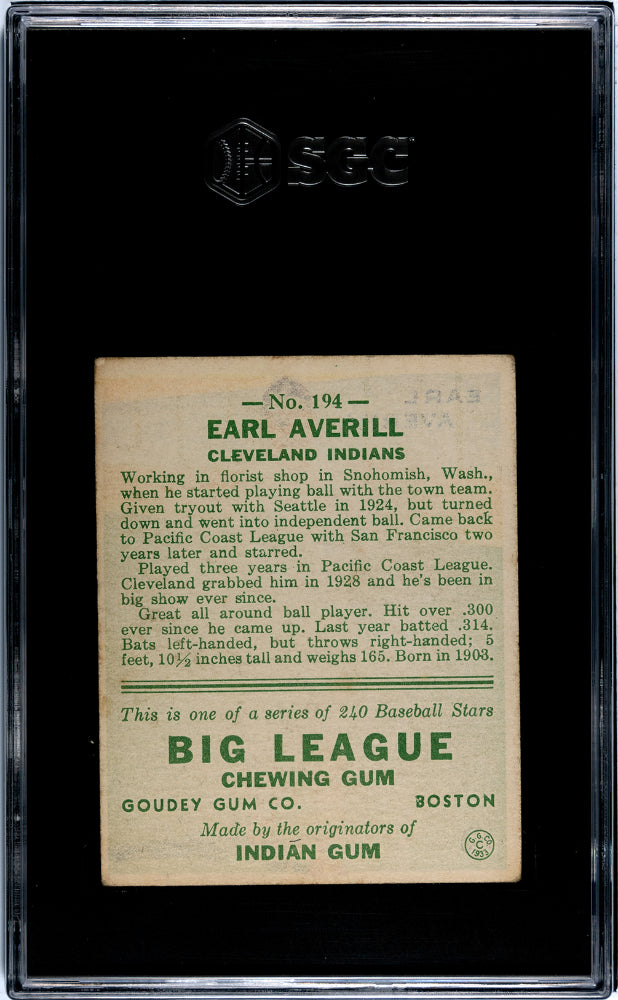 SGC
— No. 194 —
EARL AVERILL
CLEVELAND INDIANS
Working in florist shop in Snohomish, Wash.,
when he started playing ball with the town team.
Given tryout with Seattle in 1924, but turned
down and went into independent ball. Came back
to Pacific Coast League with San Francisco two
years later and starred.
Played three years in Pacific Coast League.
Cleveland grabbed him in 1928 and he's been in
big show ever since.
Great all around ball player. Hit over .300
ever since he came up. Last year batted .314.
Bats left-handed, but throws right-handed; 5
feet, 10½ inches tall and weighs 165. Born in 1903.
This is one of a series of 240 Baseball Stars
BIG LEAGUE
CHEWING GUM
GOUDEY GUM CO. BOSTON
Made by the originators of
INDIAN GUM
G. G. CO.
C
1933